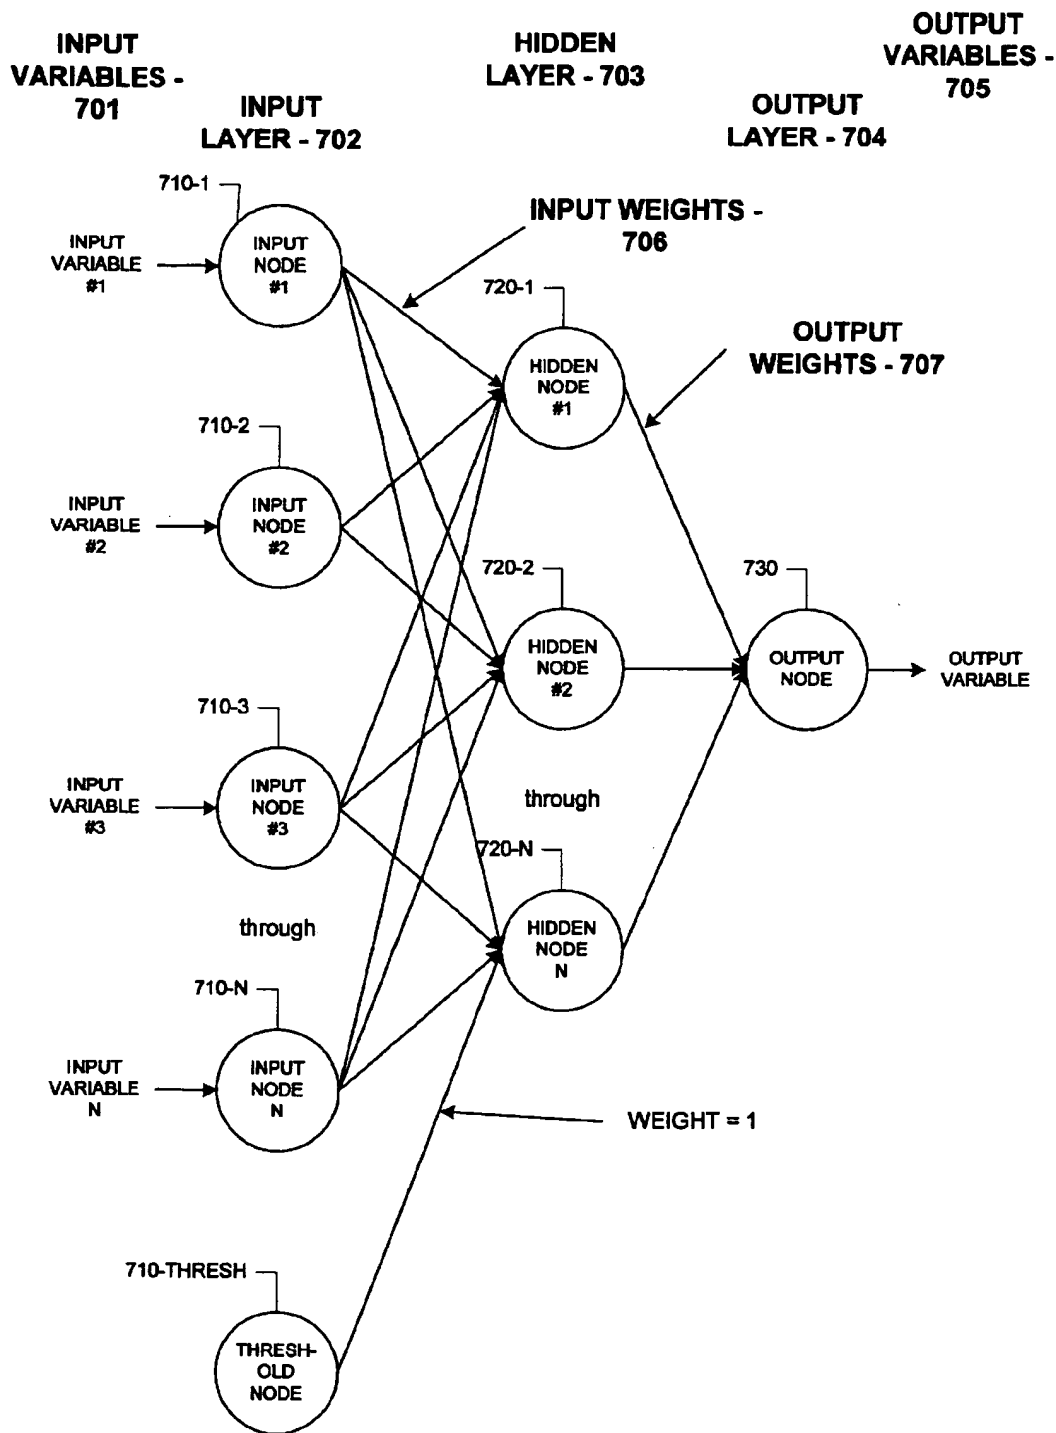 INPUT
VARIABLES -
701
INPUT
LAYER - 702
HIDDEN
LAYER - 703
OUTPUT
LAYER - 704
OUTPUT
VARIABLES -
705
710-1
INPUT
VARIABLE
#1
INPUT
NODE
#1
INPUT WEIGHTS -
706
720-1
HIDDEN
NODE
#1
OUTPUT
WEIGHTS - 707
710-2
INPUT
VARIABLE
#2
INPUT
NODE
#2
720-2
HIDDEN
NODE
#2
730
OUTPUT
NODE
OUTPUT
VARIABLE
710-3
INPUT
VARIABLE
#3
INPUT
NODE
#3
through
720-N
HIDDEN
NODE
N
through
710-N
INPUT
VARIABLE
N
INPUT
NODE
N
WEIGHT = 1
710-THRESH
THRESH-
OLD
NODE